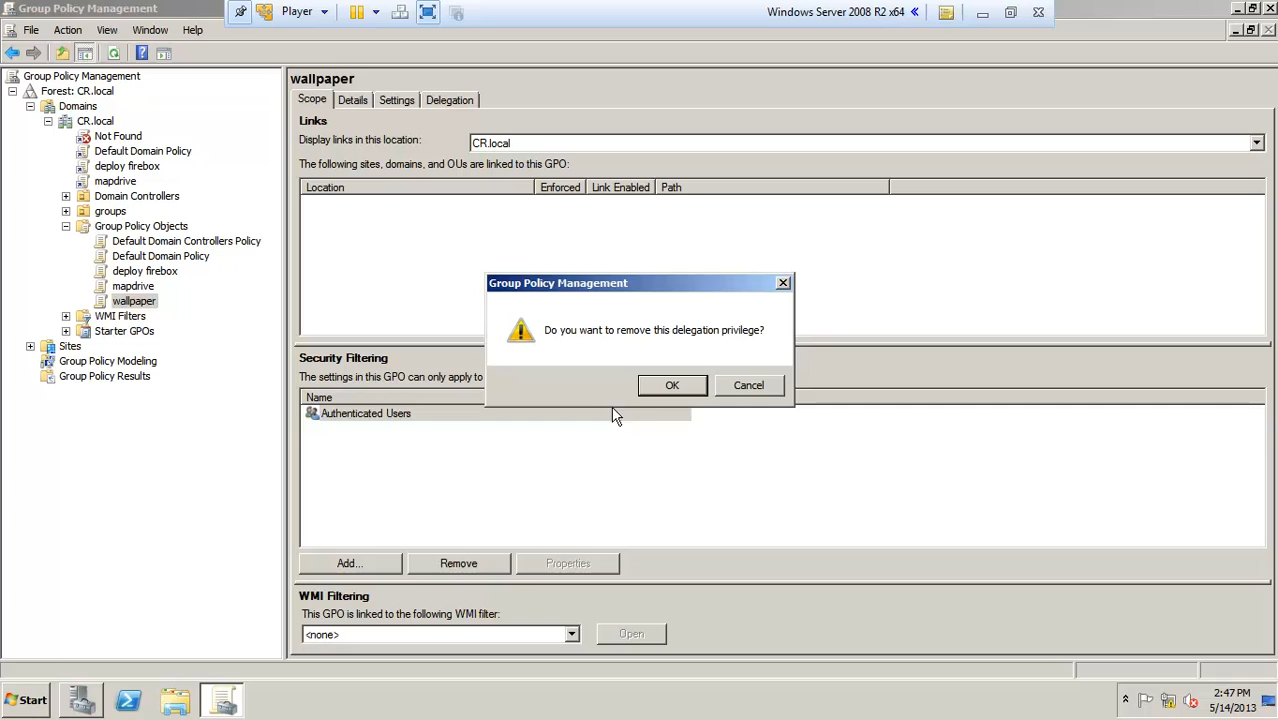 Group Policy Management
Player
Windows Server 2008 R2 x64
File Action View Window Help
Group Policy Management
Forest: CR.local
Domains
CR.local
Not Found
Default Domain Policy
deploy firebox
mapdrive
Domain Controllers
groups
Group Policy Objects
Default Domain Controllers Policy
Default Domain Policy
deploy firebox
mapdrive
wallpaper
WMI Filters
Starter GPOs
Sites
Group Policy Modeling
Group Policy Results
wallpaper
Scope Details Settings Delegation
Links
Display links in this location: CR.local
The following sites, domains, and OUs are linked to this GPO:
Location Enforced Link Enabled Path
Group Policy Management
Do you want to remove this delegation privilege?
OK Cancel
Security Filtering
The settings in this GPO can only apply to
Name
Authenticated Users
Add... Remove Properties
WMI Filtering
This GPO is linked to the following WMI filter:
<none> Open
Start
2:47 PM
5/14/2013